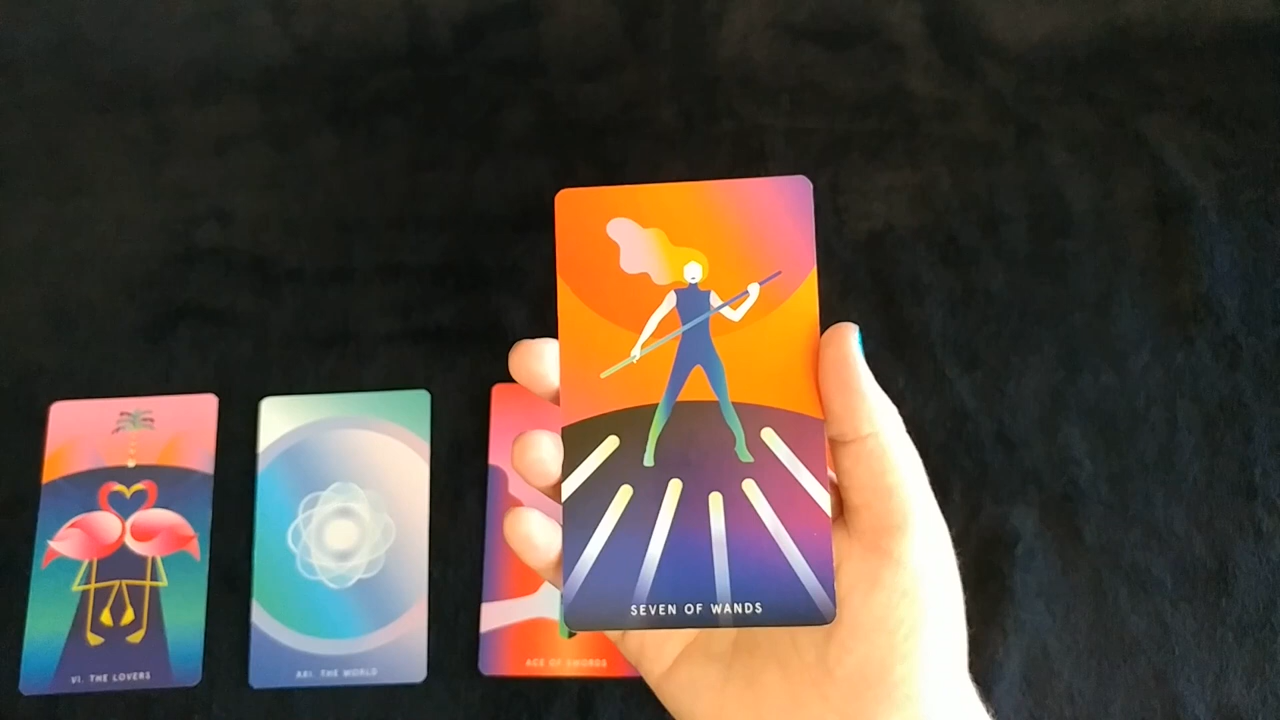 SEVEN OF WANDS
VI. THE LOVERS
XXI. THE WORLD
ACE OF SWORDS